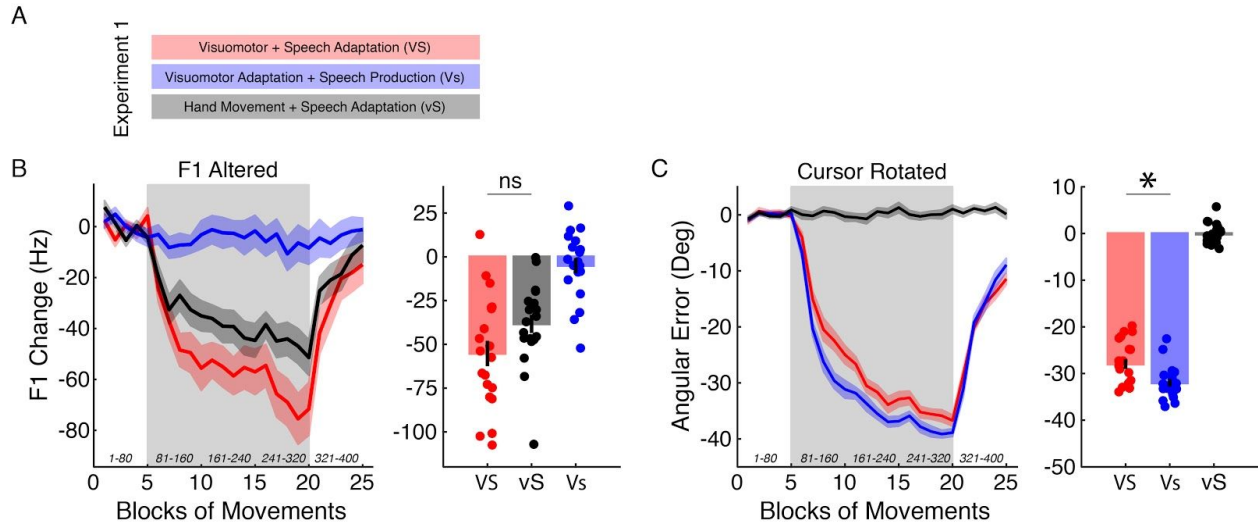 A
Experiment 1
Visuomotor + Speech Adaptation (VS)
Visuomotor Adaptation + Speech Production (Vs)
Hand Movement + Speech Adaptation (vS)
B
F1 Altered
F1 Change (Hz)
0
-20
-40
-60
-80
1-80
81-160
161-240
241-320
321-400
0
5
10
15
20
25
Blocks of Movements
ns
25
0
-25
-50
-75
-100
VS
vS
Vs
C
Cursor Rotated
Angular Error (Deg)
0
-10
-20
-30
-40
1-80
81-160
161-240
241-320
321-400
0
5
10
15
20
25
Blocks of Movements
*
10
0
-10
-20
-30
-40
-50
VS
Vs
vS